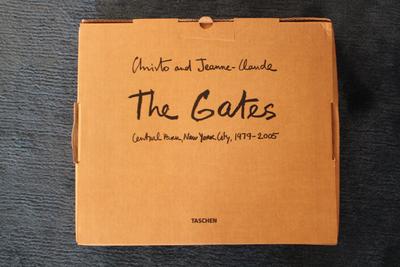 Christo and Jeanne-Claude
The Gates
Central Park, New York City, 1979-2005
TASCHEN